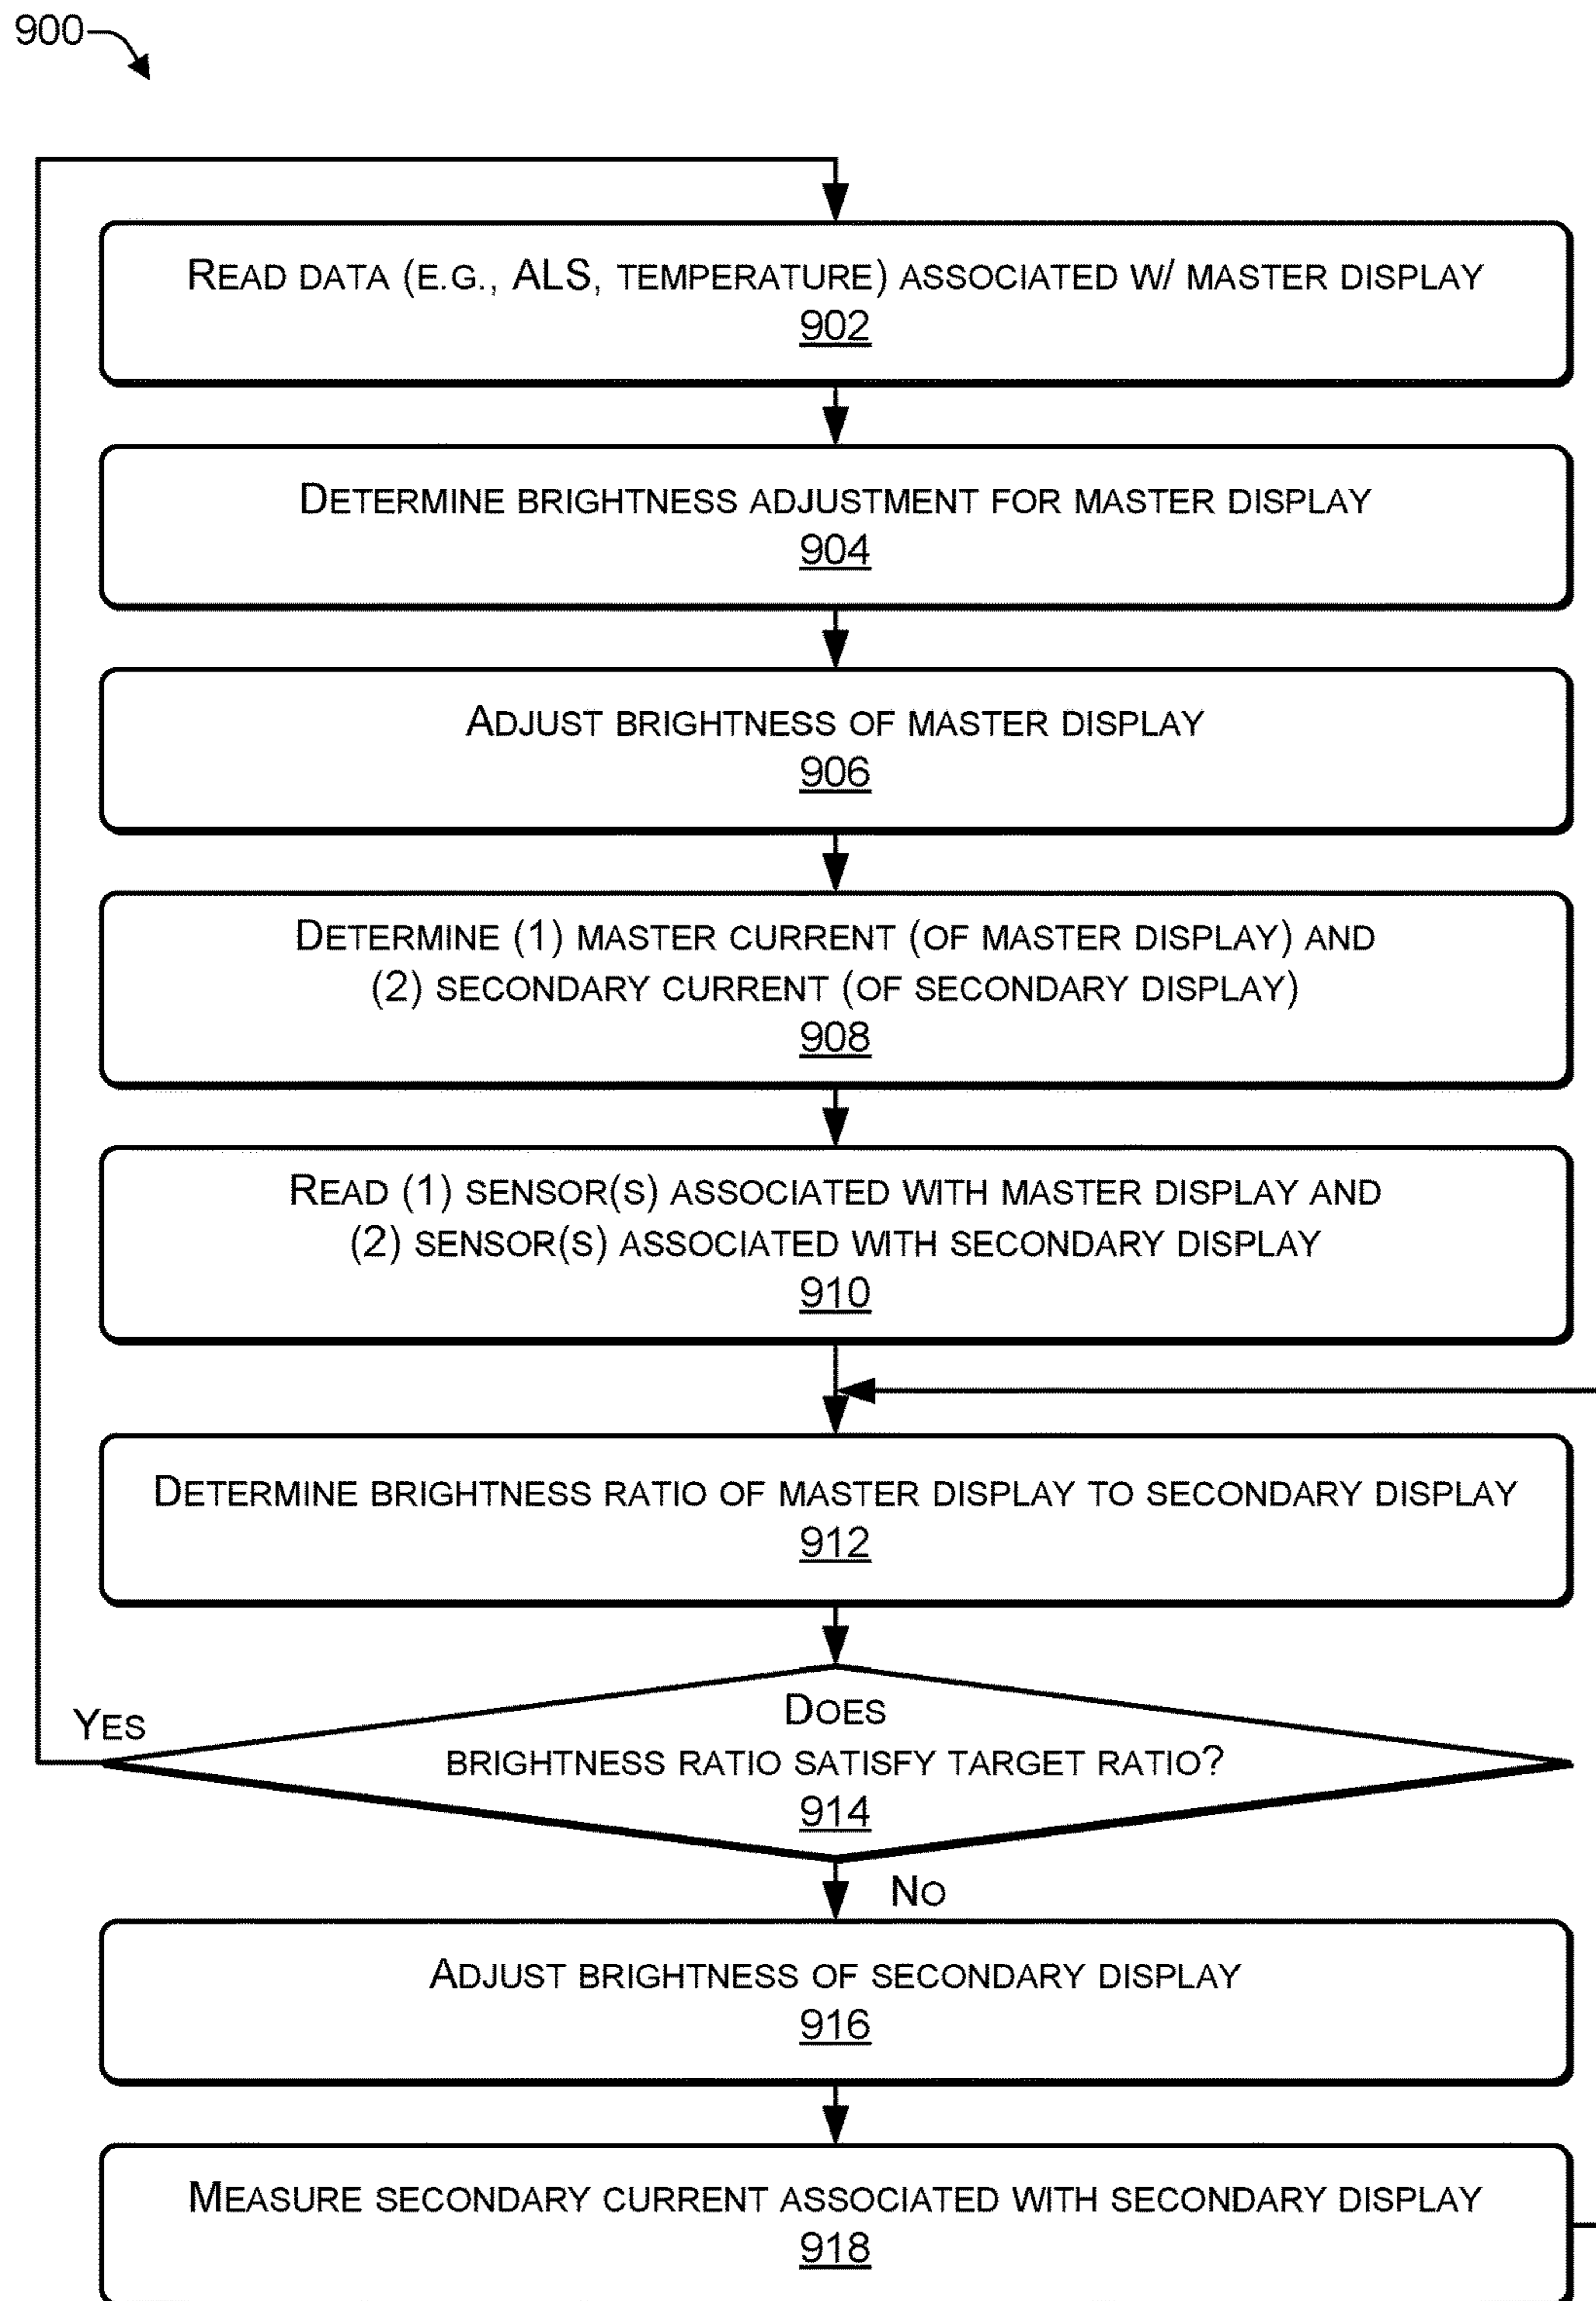 900
READ DATA (E.G., ALS, TEMPERATURE) ASSOCIATED W/ MASTER DISPLAY
902
DETERMINE BRIGHTNESS ADJUSTMENT FOR MASTER DISPLAY
904
ADJUST BRIGHTNESS OF MASTER DISPLAY
906
DETERMINE (1) MASTER CURRENT (OF MASTER DISPLAY) AND
(2) SECONDARY CURRENT (OF SECONDARY DISPLAY)
908
READ (1) SENSOR(S) ASSOCIATED WITH MASTER DISPLAY AND
(2) SENSOR(S) ASSOCIATED WITH SECONDARY DISPLAY
910
DETERMINE BRIGHTNESS RATIO OF MASTER DISPLAY TO SECONDARY DISPLAY
912
YES
DOES
BRIGHTNESS RATIO SATISFY TARGET RATIO?
914
NO
ADJUST BRIGHTNESS OF SECONDARY DISPLAY
916
MEASURE SECONDARY CURRENT ASSOCIATED WITH SECONDARY DISPLAY
918